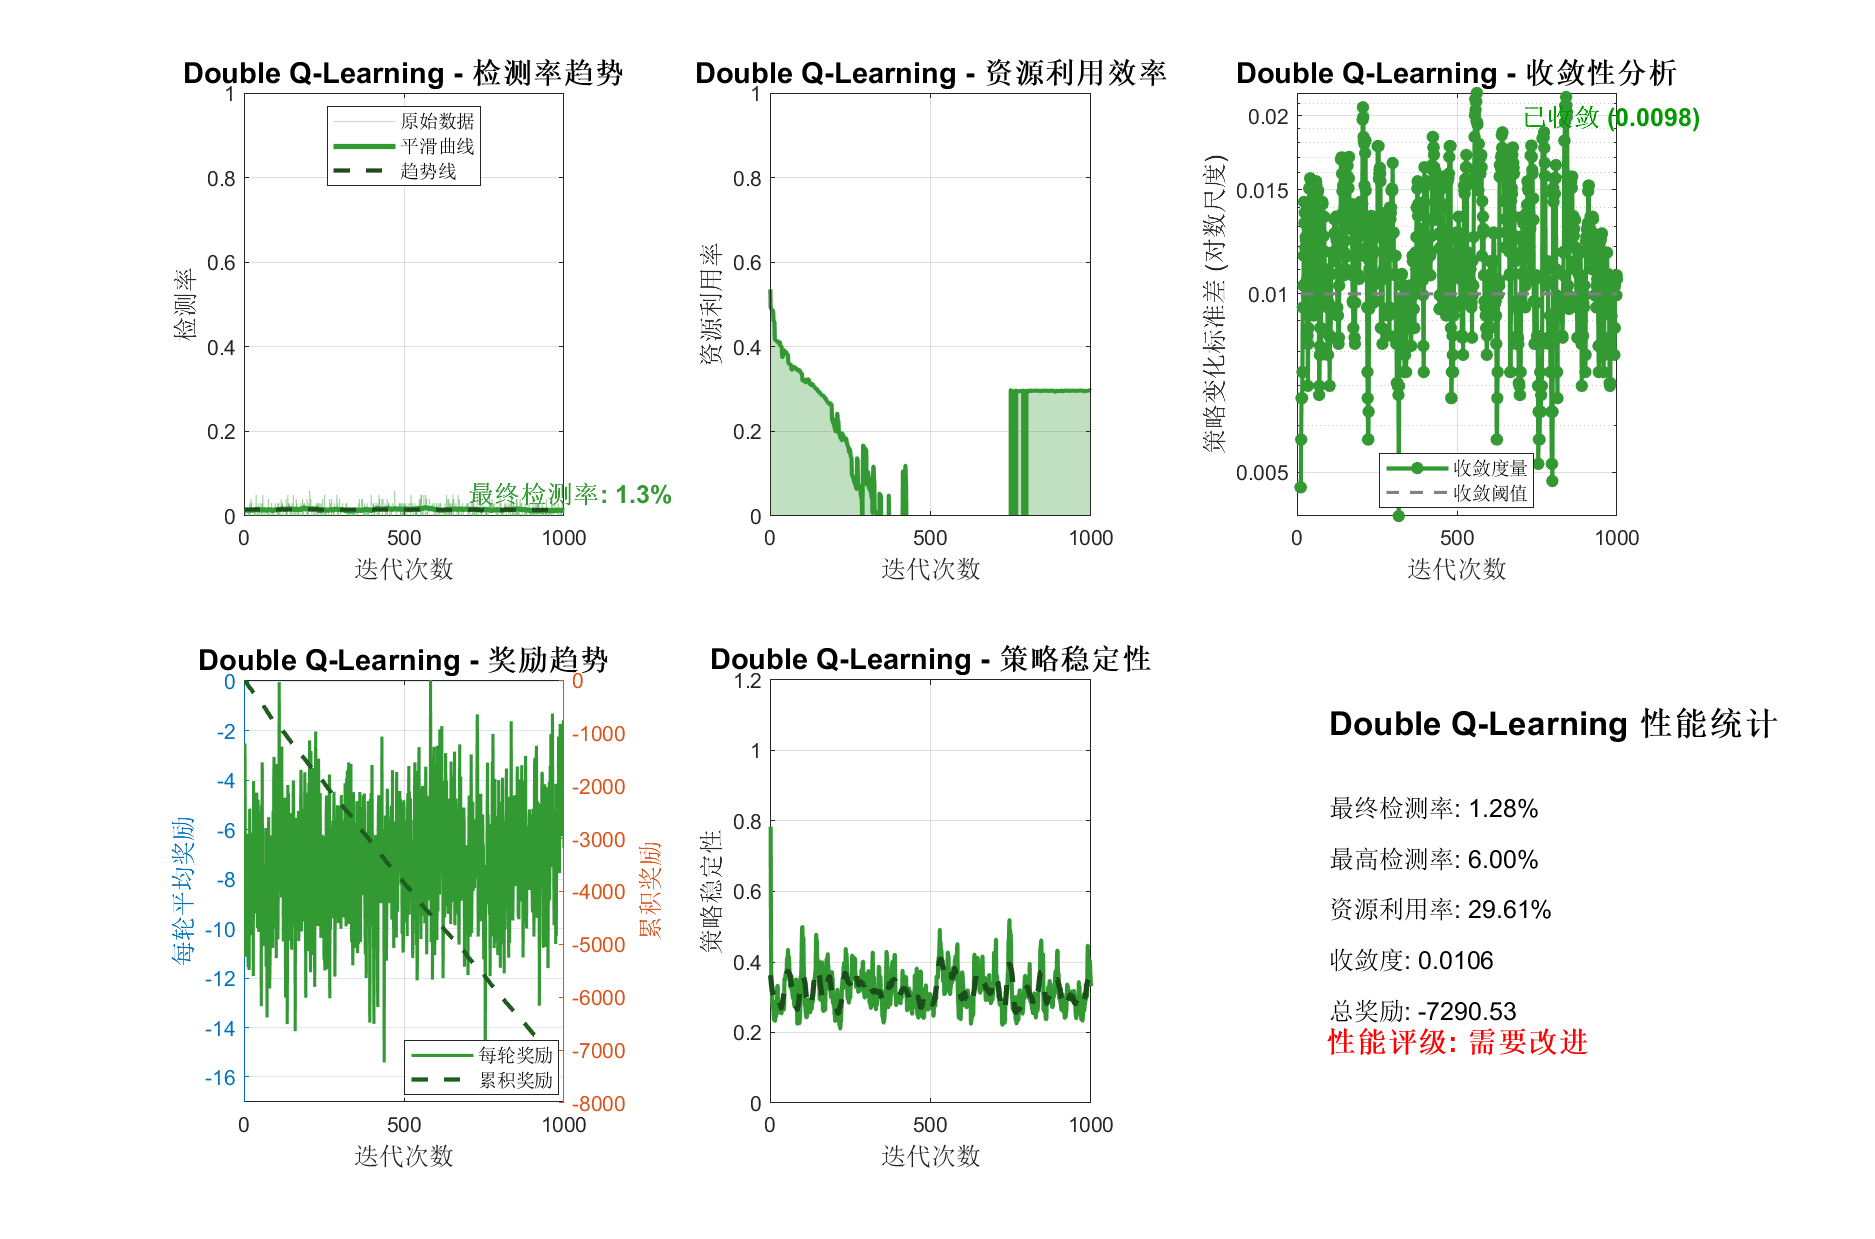 Double Q-Learning - 检测率趋势
1
0.8
0.6
0.4
0.2
0
检测率
原始数据
平滑曲线
趋势线
最终检测率: 1.3%
0
500
1000
迭代次数
Double Q-Learning - 资源利用效率
1
0.8
0.6
0.4
0.2
0
资源利用率
0
500
1000
迭代次数
Double Q-Learning - 收敛性分析
0.02
0.015
0.01
0.005
策略变化标准差 (对数尺度)
已收敛 (0.0098)
收敛度量
收敛阈值
0
500
1000
迭代次数
Double Q-Learning - 奖励趋势
0
-2
-4
-6
-8
-10
-12
-14
-16
每轮平均奖励
0
-1000
-2000
-3000
-4000
-5000
-6000
-7000
-8000
累积奖励
每轮奖励
累积奖励
0
500
1000
迭代次数
Double Q-Learning - 策略稳定性
1.2
1
0.8
0.6
0.4
0.2
0
策略稳定性
0
500
1000
迭代次数
Double Q-Learning 性能统计
最终检测率: 1.28%
最高检测率: 6.00%
资源利用率: 29.61%
收敛度: 0.0106
总奖励: -7290.53
性能评级: 需要改进